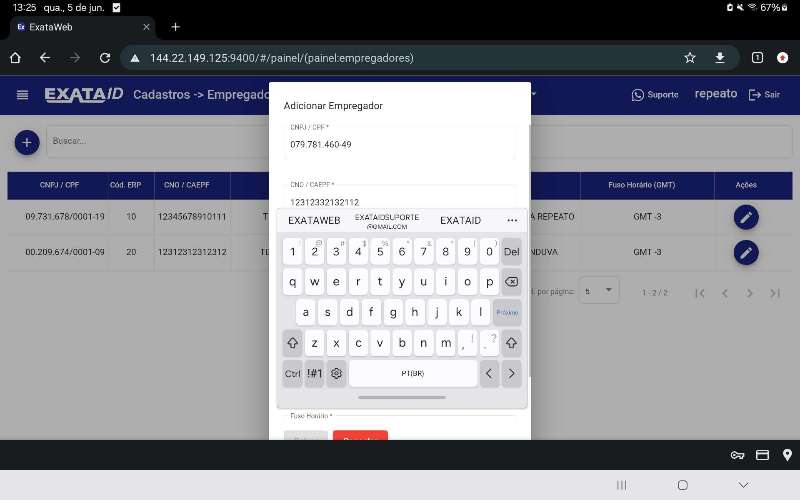 13:25 qua., 5 de jun. 67%
ExataWeb
144.22.149.125:9400/#/painel/(painel:empregadores)
1
EXATAID Cadastros -> Empregado
Suporte repeato Sair
Adicionar Empregador
CNPJ / CPF *
079.781.460-49
CNO / CAEPF *
12312332132112
Buscar...
CNPJ / CPF Cód. ERP CNO / CAEPF Fuso Horário (GMT) Ações
09.731.678/0001-19 10 12345678910111 T A REPEATO GMT -3
00.209.674/0001-09 20 12312312312312 TE NDUVA GMT -3
. por página: 5 1 - 2 / 2
EXATAWEB EXATAIDSUPORTE @GMAIL.COM EXATAID ...
1 2 3 4 5 6 7 8 9 0 Del
q w e r t y u i o p
a s d f g h j k l Próximo
z x c v b n m , ! . ?
Ctrl !#1 PT(BR) < >
Fuso Horário *